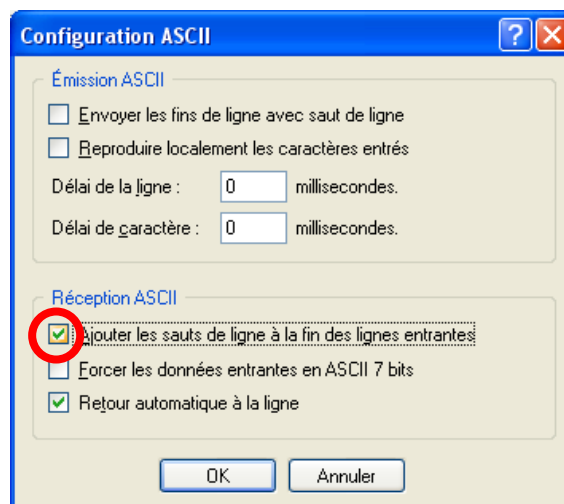 Configuration ASCII
Émission ASCII
Envoyer les fins de ligne avec saut de ligne
Reproduire localement les caractères entrés
Délai de la ligne : 0 millisecondes.
Délai de caractère : 0 millisecondes.
Réception ASCII
Ajouter les sauts de ligne à la fin des lignes entrantes
Forcer les données entrantes en ASCII 7 bits
Retour automatique à la ligne
OK Annuler